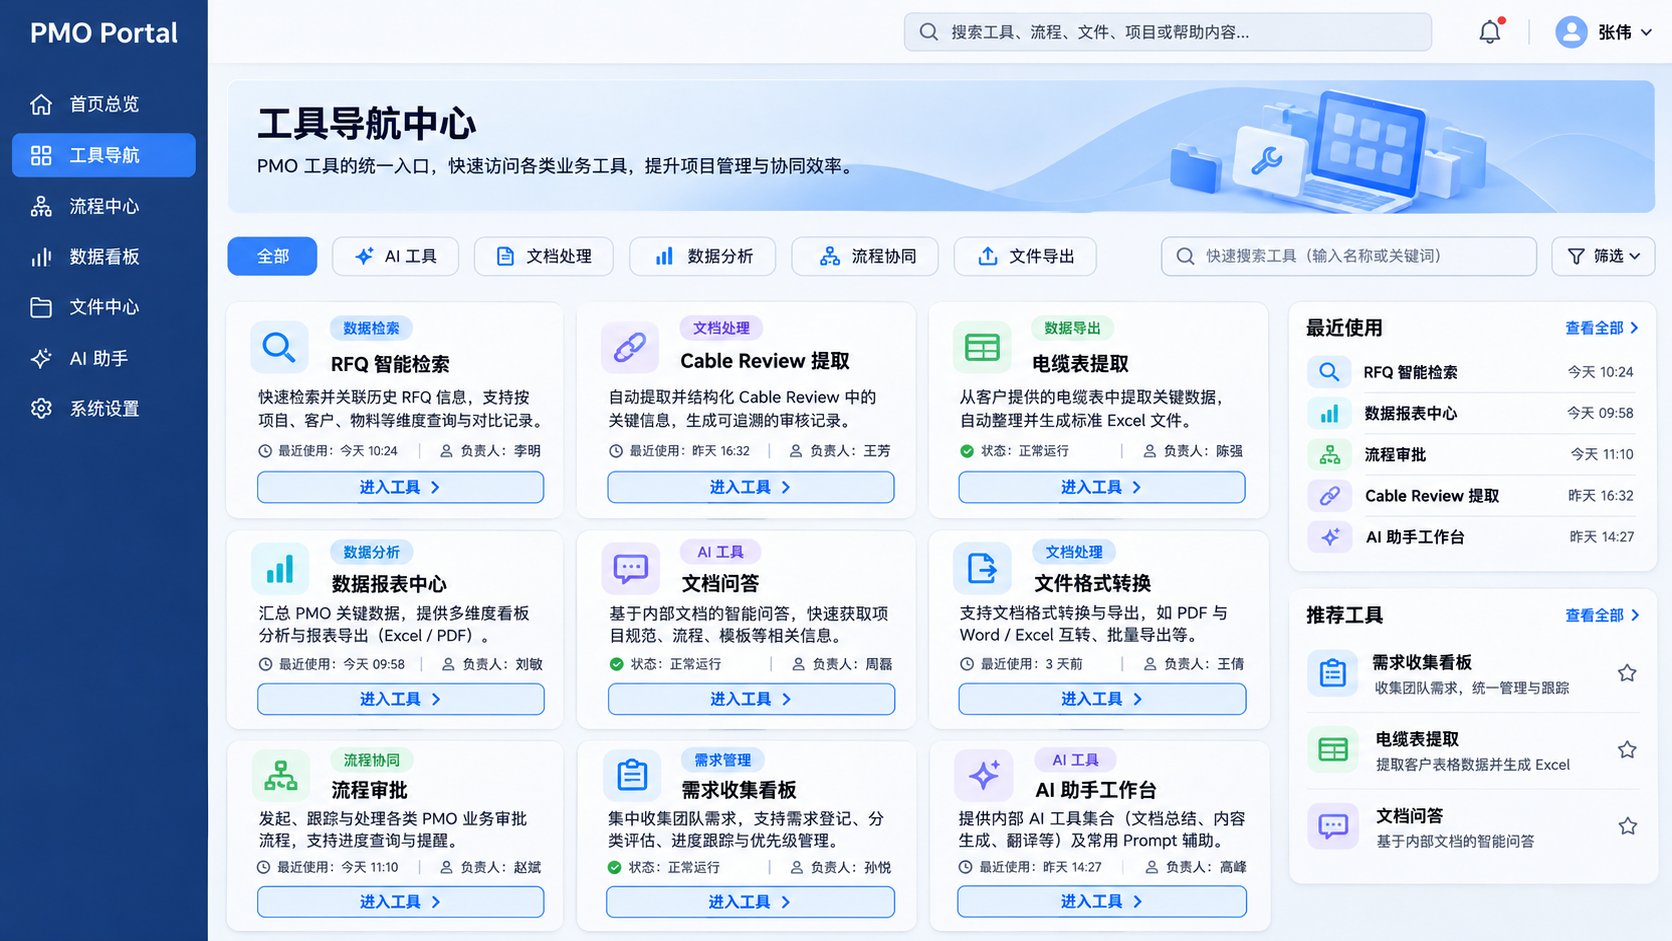 PMO Portal
搜索工具、流程、文件、项目或帮助内容...
张伟
首页总览
工具导航
流程中心
数据看板
文件中心
AI 助手
系统设置
工具导航中心
PMO 工具的统一入口，快速访问各类业务工具，提升项目管理与协同效率。
全部
AI 工具
文档处理
数据分析
流程协同
文件导出
快速搜索工具（输入名称或关键词）
筛选
数据检索
RFQ 智能检索
快速检索并关联历史 RFQ 信息，支持按
项目、客户、物料等维度查询与对比记录。
最近使用：今天 10:24
负责人：李明
进入工具
文档处理
Cable Review 提取
自动提取并结构化 Cable Review 中的
关键信息，生成可追溯的审核记录。
最近使用：昨天 16:32
负责人：王芳
进入工具
数据导出
电缆表提取
从客户提供的电缆表中提取关键数据，
自动整理并生成标准 Excel 文件。
状态：正常运行
负责人：陈强
进入工具
数据分析
数据报表中心
汇总 PMO 关键数据，提供多维度看板
分析与报表导出（Excel / PDF）。
最近使用：今天 09:58
负责人：刘敏
进入工具
AI 工具
文档问答
基于内部文档的智能问答，快速获取项
目规范、流程、模板等相关信息。
状态：正常运行
负责人：周磊
进入工具
文档处理
文件格式转换
支持文档格式转换与导出，如 PDF 与
Word / Excel 互转、批量导出等。
最近使用：3 天前
负责人：王倩
进入工具
流程协同
流程审批
发起、跟踪与处理各类 PMO 业务审批
流程，支持进度查询与提醒。
最近使用：今天 11:10
负责人：赵斌
进入工具
需求管理
需求收集看板
集中收集团队需求，支持需求登记、分
类评估、进度跟踪与优先级管理。
状态：正常运行
负责人：孙悦
进入工具
AI 工具
AI 助手工作台
提供内部 AI 工具集合（文档总结、内容
生成、翻译等）及常用 Prompt 辅助。
最近使用：昨天 14:27
负责人：高峰
进入工具
最近使用
查看全部
RFQ 智能检索
今天 10:24
数据报表中心
今天 09:58
流程审批
今天 11:10
Cable Review 提取
昨天 16:32
AI 助手工作台
昨天 14:27
推荐工具
查看全部
需求收集看板
收集团队需求，统一管理与跟踪
电缆表提取
提取客户表格数据并生成 Excel
文档问答
基于内部文档的智能问答